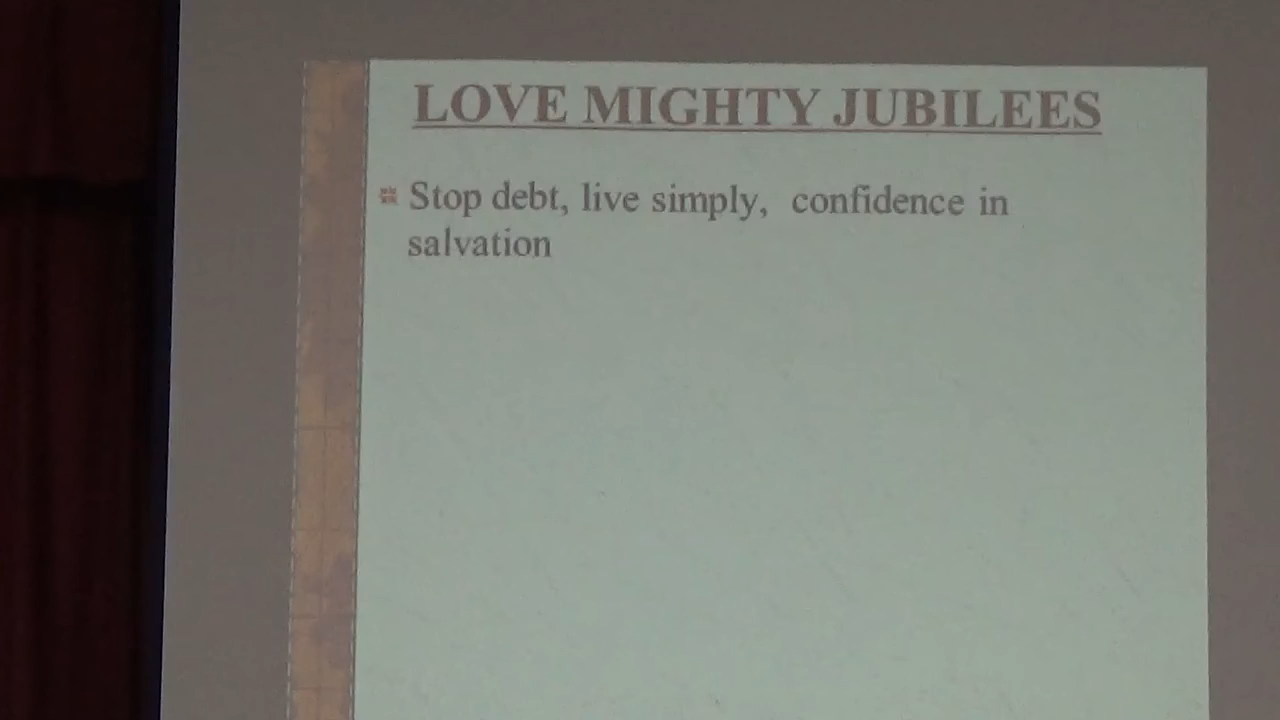 LOVE MIGHTY JUBILEES
Stop debt, live simply, confidence in
salvation